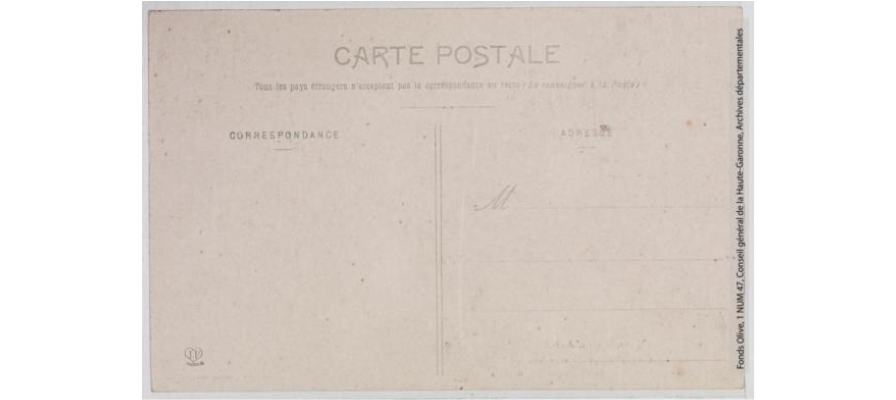 CARTE POSTALE
Tous les pays étrangers n'acceptent pas la correspondance au recto (Se renseigner à la Poste)
CORRESPONDANCE
ADRESSE
M
Fonds Olive, 1 NUM 47, Conseil général de la Haute-Garonne, Archives départementales